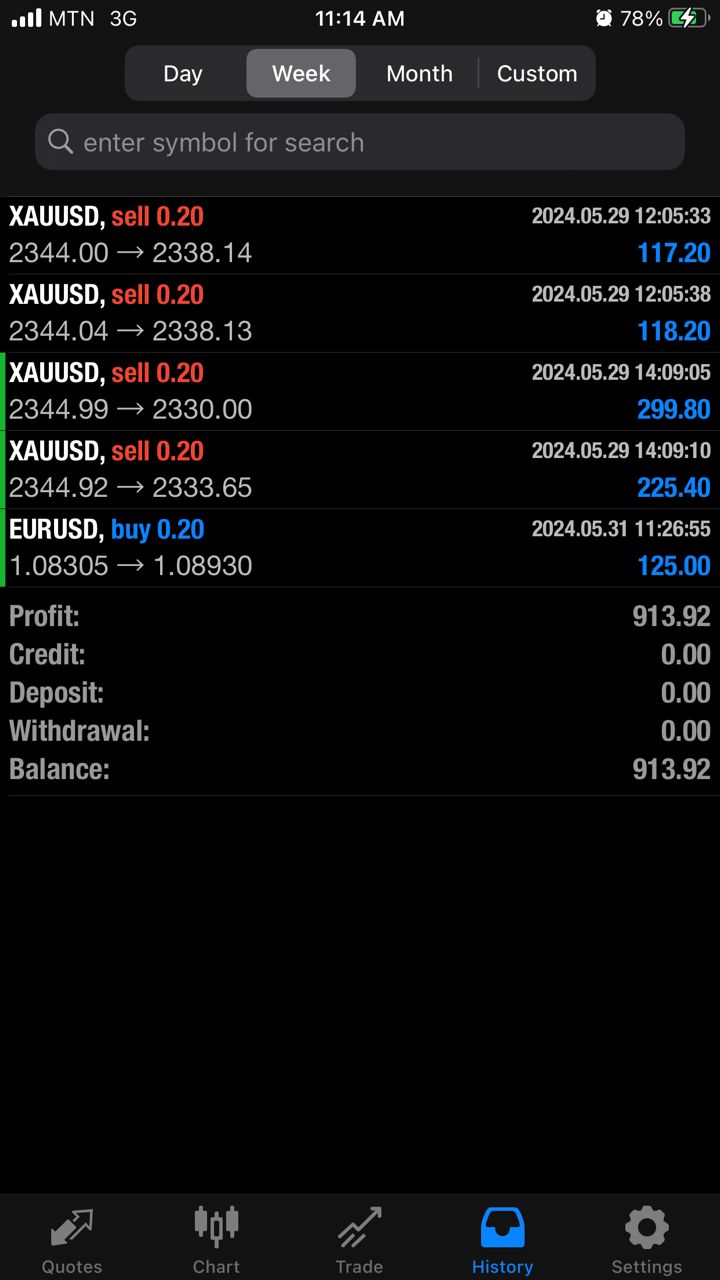 MTN 3G 11:14 AM 78%
Day Week Month Custom
enter symbol for search
XAUUSD, sell 0.20 2024.05.29 12:05:33
2344.00 → 2338.14 117.20
XAUUSD, sell 0.20 2024.05.29 12:05:38
2344.04 → 2338.13 118.20
XAUUSD, sell 0.20 2024.05.29 14:09:05
2344.99 → 2330.00 299.80
XAUUSD, sell 0.20 2024.05.29 14:09:10
2344.92 → 2333.65 225.40
EURUSD, buy 0.20 2024.05.31 11:26:55
1.08305 → 1.08930 125.00
Profit: 913.92
Credit: 0.00
Deposit: 0.00
Withdrawal: 0.00
Balance: 913.92
Quotes Chart Trade History Settings